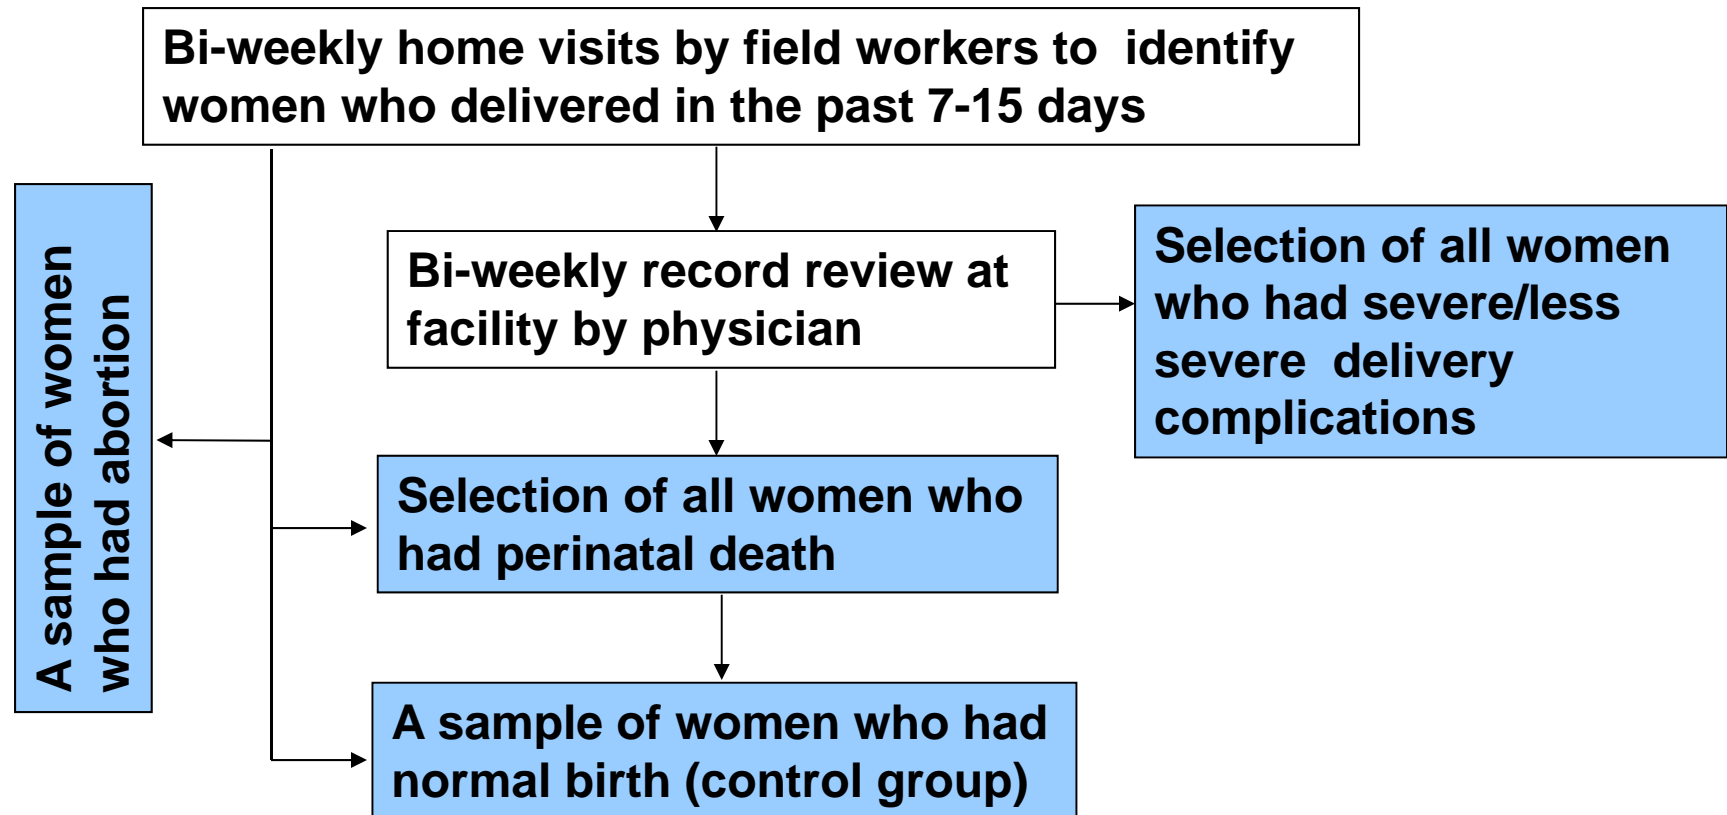 Bi-weekly home visits by field workers to  identify
women who delivered in the past 7-15 days
A sample of women
who had abortion
Bi-weekly record review at
facility by physician
Selection of all women
who had severe/less
severe  delivery
complications
Selection of all women who
had perinatal death
A sample of women who had
normal birth (control group)